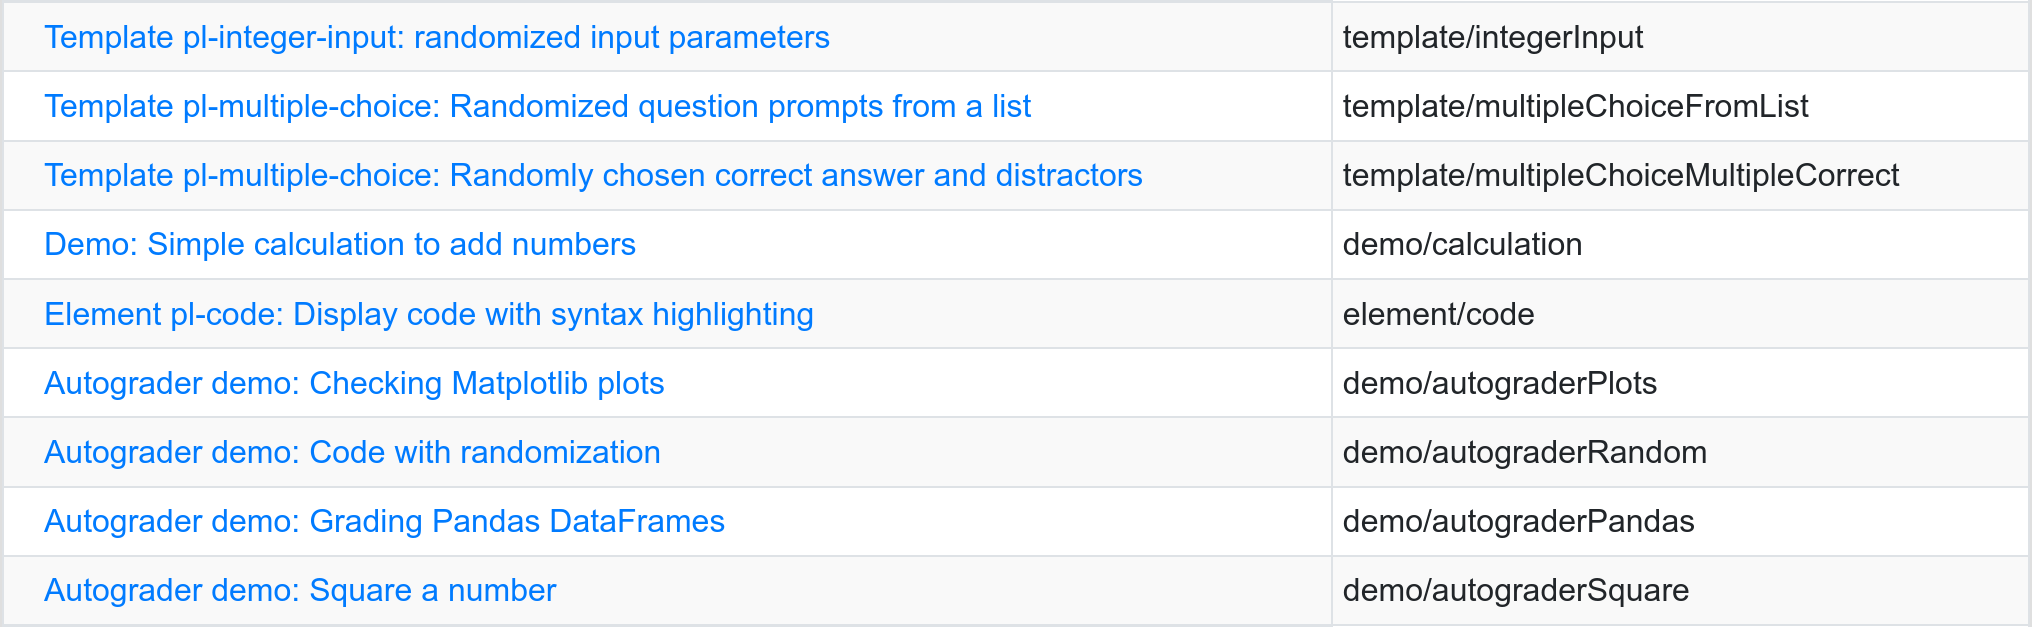 Template pl-integer-input: randomized input parameters template/integerInput
Template pl-multiple-choice: Randomized question prompts from a list template/multipleChoiceFromList
Template pl-multiple-choice: Randomly chosen correct answer and distractors template/multipleChoiceMultipleCorrect
Demo: Simple calculation to add numbers demo/calculation
Element pl-code: Display code with syntax highlighting element/code
Autograder demo: Checking Matplotlib plots demo/autograderPlots
Autograder demo: Code with randomization demo/autograderRandom
Autograder demo: Grading Pandas DataFrames demo/autograderPandas
Autograder demo: Square a number demo/autograderSquare